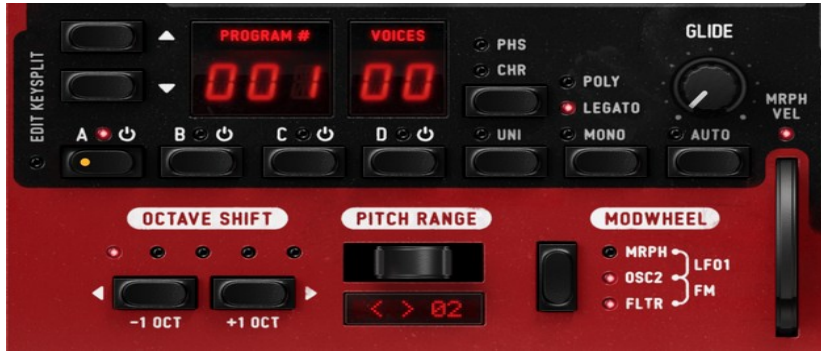 PROGRAM #
VOICES
001
00
EDIT KEYSPLIT
PHS
CHR
POLY
LEGATO
MONO
GLIDE
MRPH
VEL
A
B
C
D
UNI
AUTO
OCTAVE SHIFT
-1 OCT
+1 OCT
PITCH RANGE
< > 02
MODWHEEL
MRPH
OSC2
FLTR
LFO1
FM